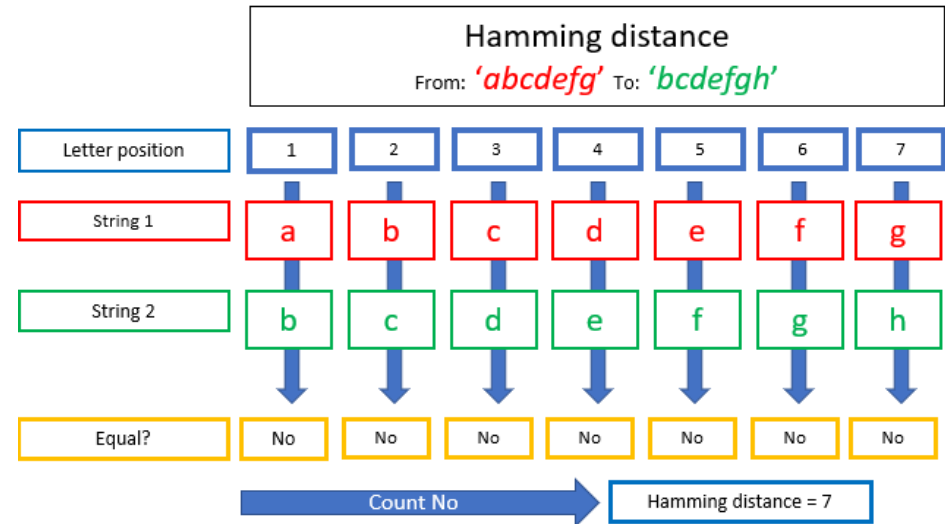 Hamming distance
From: ‘abcdefg’ To: ‘bcdefgh’
Letter position 1 2 3 4 5 6 7
String 1 a b c d e f g
String 2 b c d e f g h
Equal? No No No No No No No
Count No Hamming distance = 7